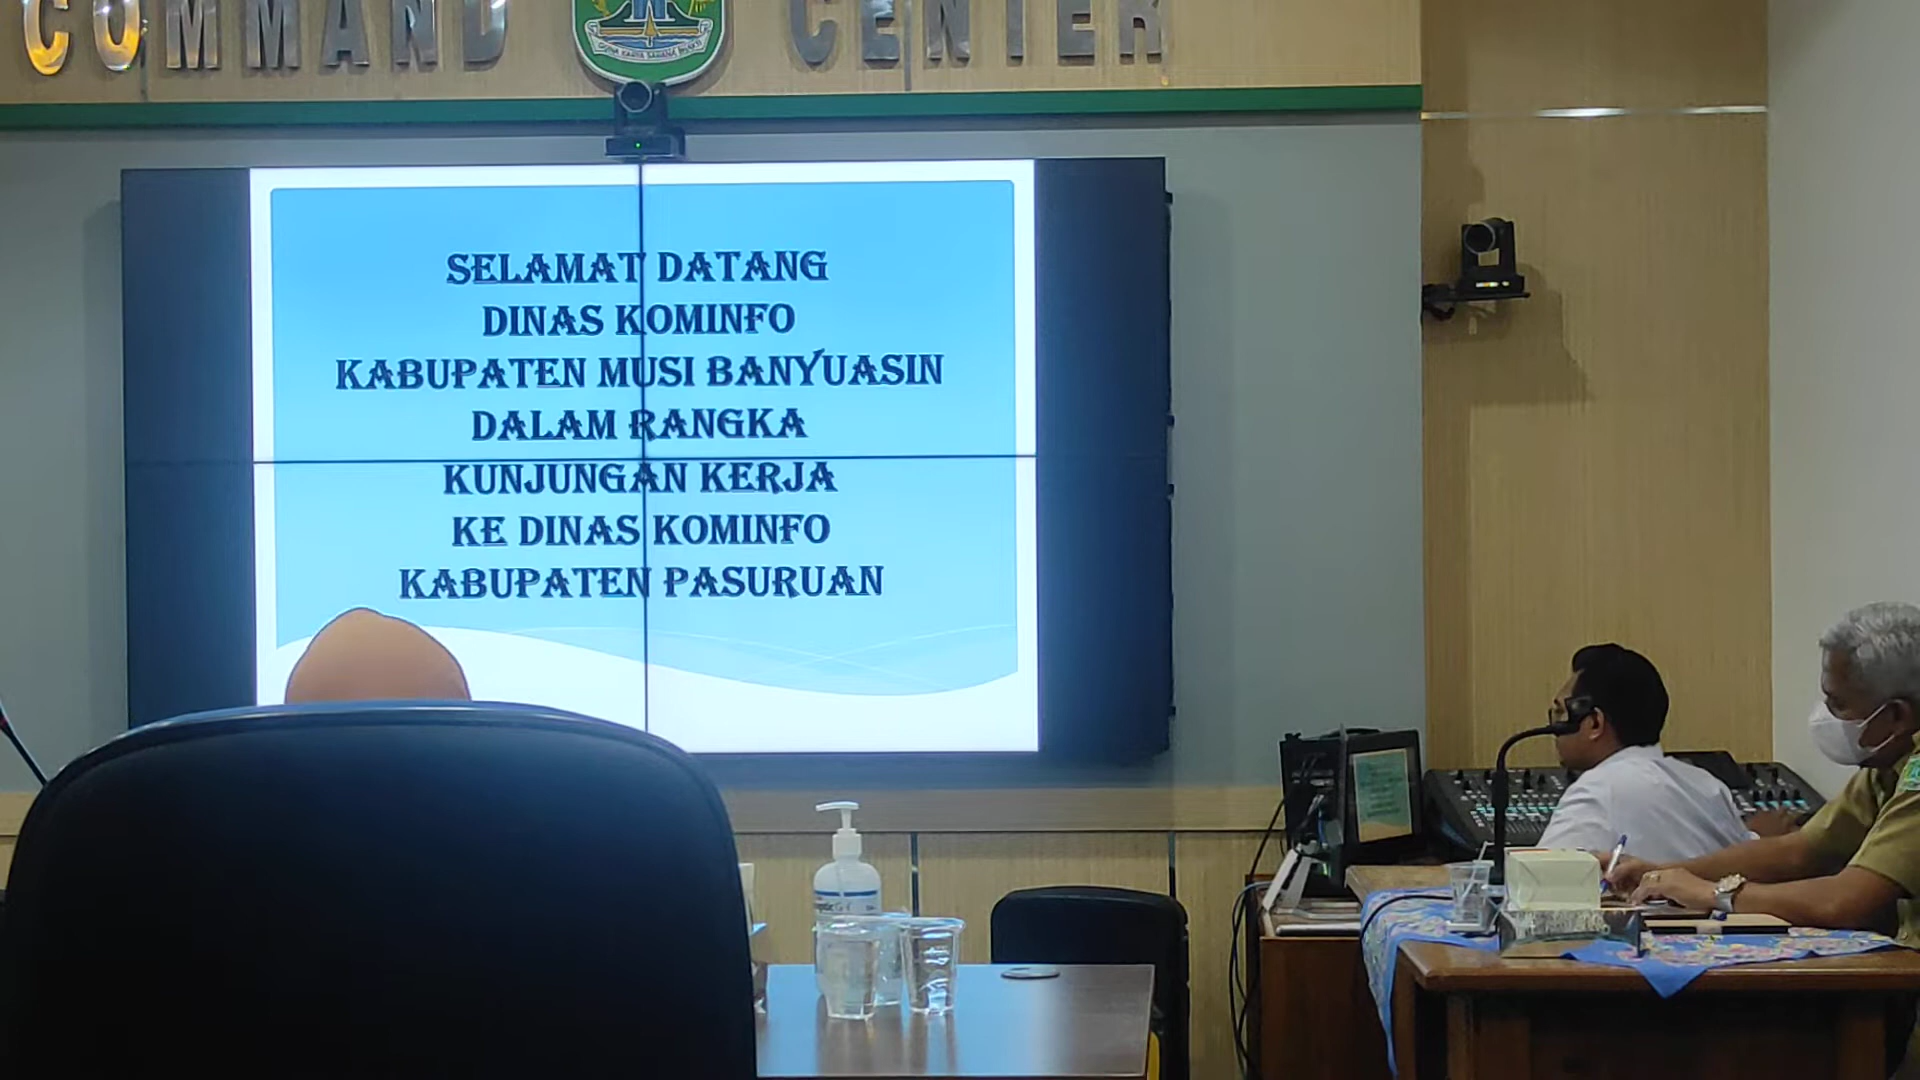 COMMAND CENTER
SELAMAT DATANG
DINAS KOMINFO
KABUPATEN MUSI BANYUASIN
DALAM RANGKA
KUNJUNGAN KERJA
KE DINAS KOMINFO
KABUPATEN PASURUAN